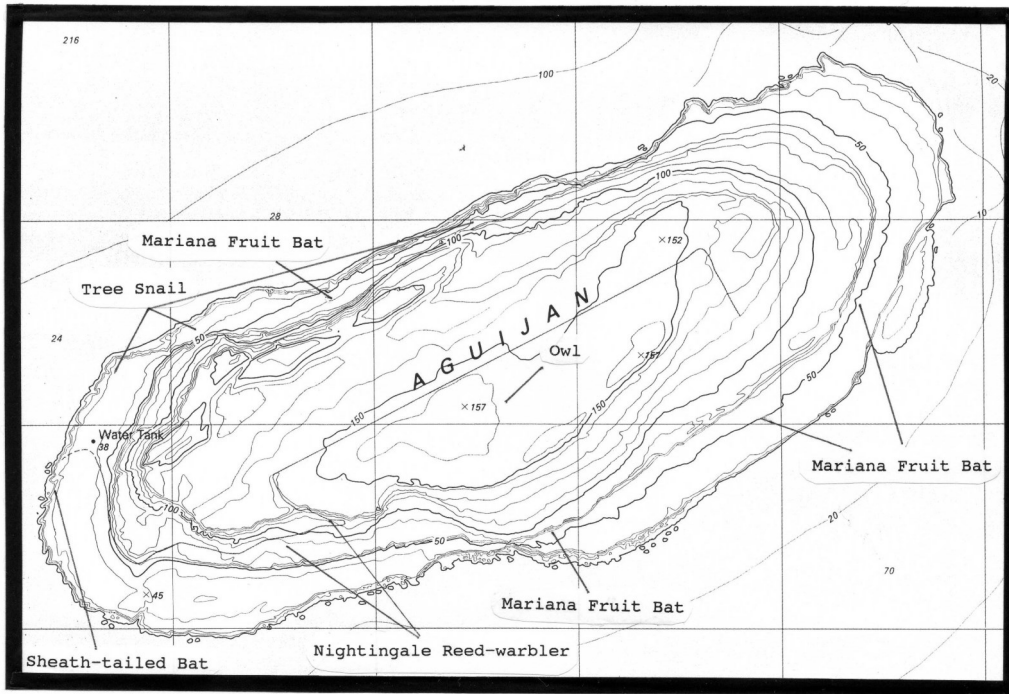 216
100
20
50
100
10
28
Mariana Fruit Bat
100
152
Tree Snail
AGUIJAN
24
50
Owl
157
157
150
150
50
Water Tank
38
Mariana Fruit Bat
100
20
50
70
45
Mariana Fruit Bat
Nightingale Reed-warbler
Sheath-tailed Bat